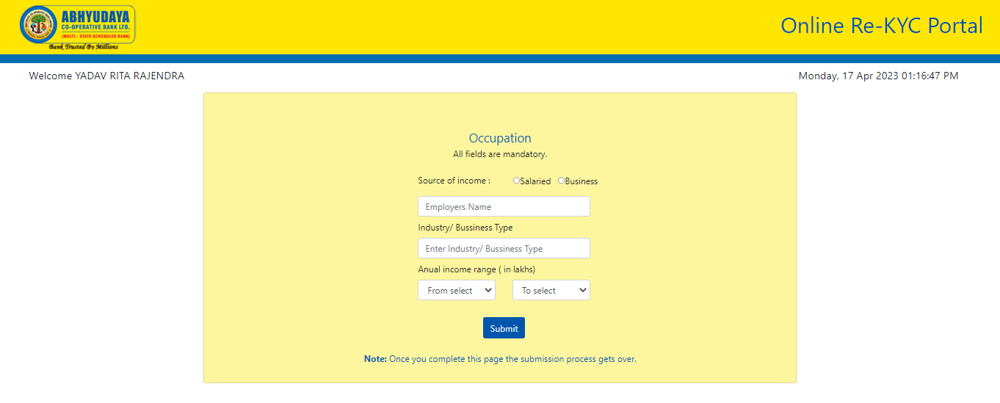 ABHYUDAYA
CO-OPERATIVE BANK LTD.
(MULTI - STATE SCHEDULED BANK)
Bank Trusted By Millions
Online Re-KYC Portal
Welcome YADAV RITA RAJENDRA
Monday, 17 Apr 2023 01:16:47 PM
Occupation
All fields are mandatory.
Source of income : Salaried Business
Employers Name
Industry/ Bussiness Type
Enter Industry/ Bussiness Type
Anual income range ( in lakhs)
From select To select
Submit
Note: Once you complete this page the submission process gets over.